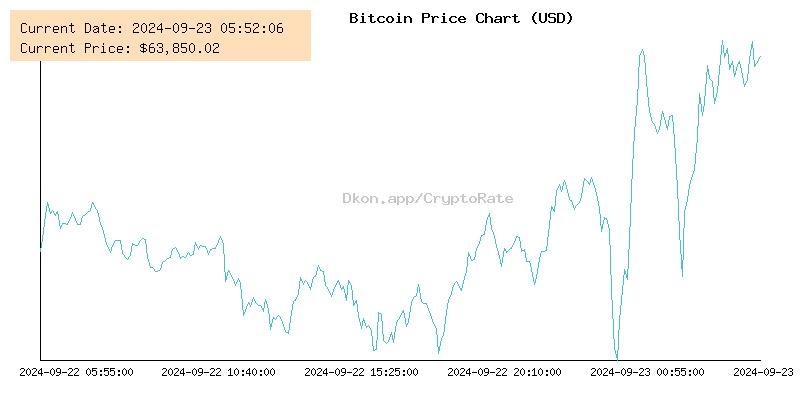 Bitcoin Price Chart (USD)
Current Date: 2024-09-23 05:52:06
Current Price: $63,850.02
Dkon.app/CryptoRate
2024-09-22 05:55:00 2024-09-22 10:40:00 2024-09-22 15:25:00 2024-09-22 20:10:00 2024-09-23 00:55:00 2024-09-23